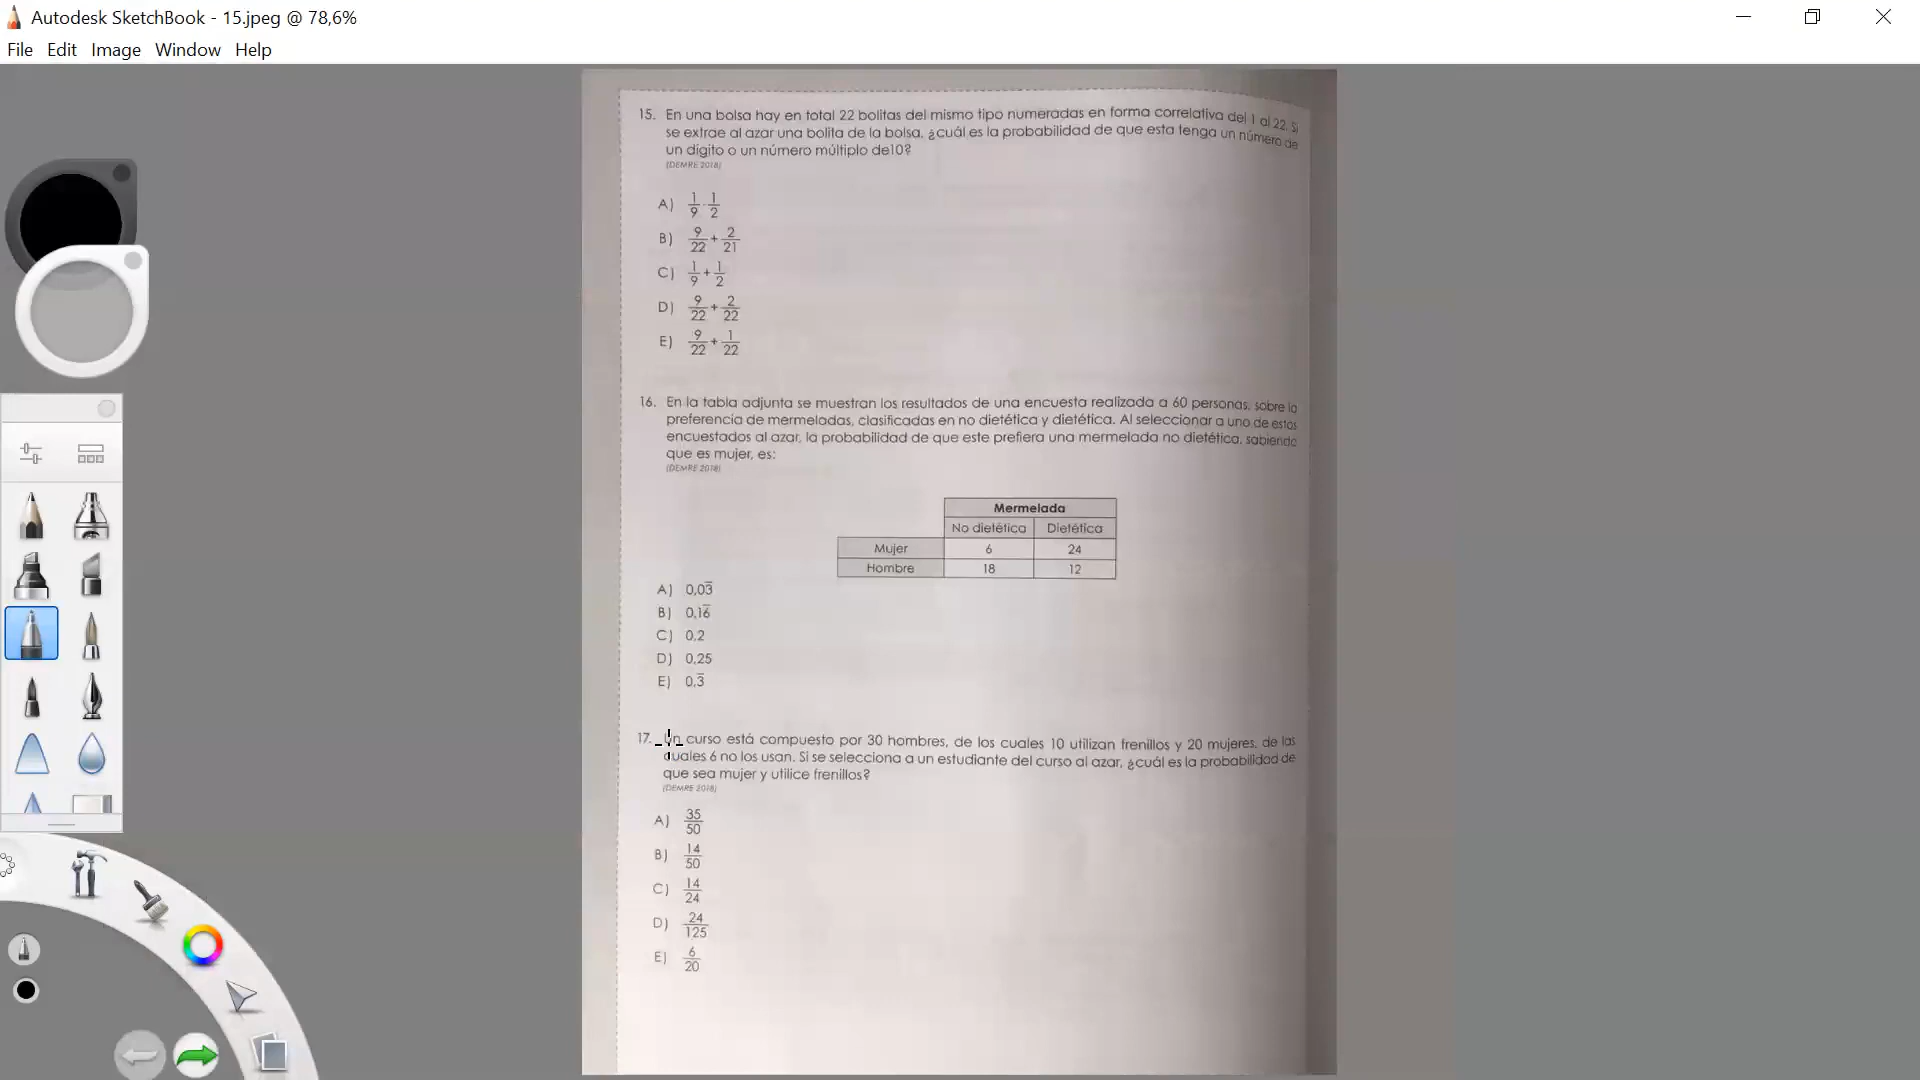 Autodesk SketchBook - 15.jpeg @ 78,6%
File Edit Image Window Help
15. En una bolsa hay en total 22 bolitas del mismo tipo numeradas en forma correlativa del 1 al 22. Si
se extrae al azar una bolita de la bolsa, ¿cuál es la probabilidad de que esta tenga un número de
un dígito o un número múltiplo de10?
(DEMRE 2018)
A) 1/9 · 1/2
B) 9/22 + 2/21
C) 1/9 + 1/2
D) 9/22 + 2/22
E) 9/22 + 1/22
16. En la tabla adjunta se muestran los resultados de una encuesta realizada a 60 personas, sobre la
preferencia de mermeladas, clasificadas en no dietética y dietética. Al seleccionar a uno de estos
encuestados al azar, la probabilidad de que este prefiera una mermelada no dietética, sabiendo
que es mujer, es:
(DEMRE 2018)
Mermelada
No dietética Dietética
Mujer 6 24
Hombre 18 12
A) 0,03̅
B) 0,16̅
C) 0,2
D) 0,25
E) 0,3̅
17. Un curso está compuesto por 30 hombres, de los cuales 10 utilizan frenillos y 20 mujeres, de las
cuales 6 no los usan. Si se selecciona a un estudiante del curso al azar, ¿cuál es la probabilidad de
que sea mujer y utilice frenillos?
(DEMRE 2018)
A) 35/50
B) 14/50
C) 14/24
D) 24/125
E) 6/20